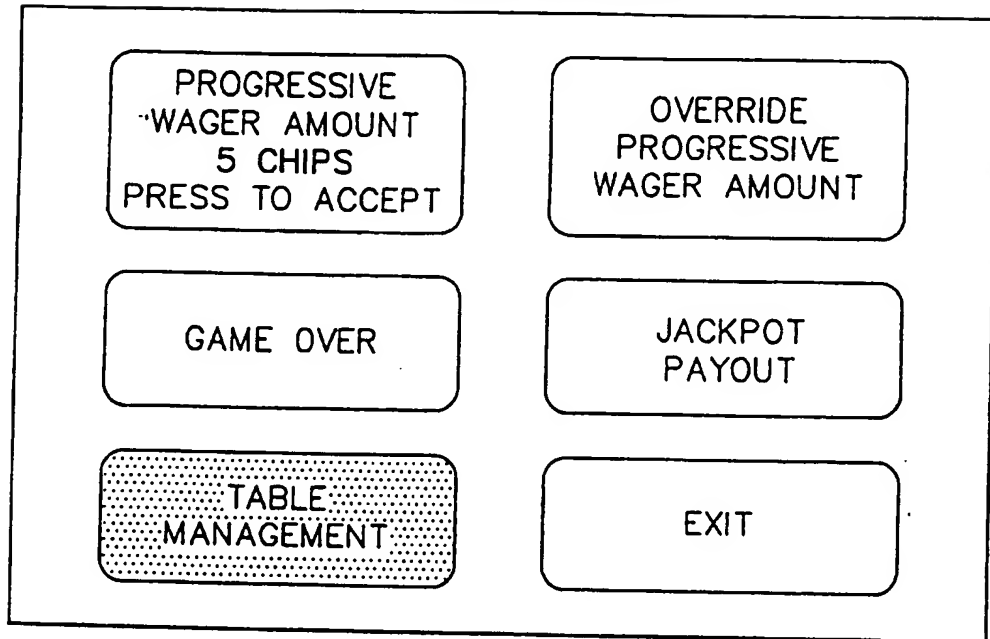 PROGRESSIVE
WAGER AMOUNT
5 CHIPS
PRESS TO ACCEPT
OVERRIDE
PROGRESSIVE
WAGER AMOUNT
GAME OVER
JACKPOT
PAYOUT
TABLE
MANAGEMENT
EXIT